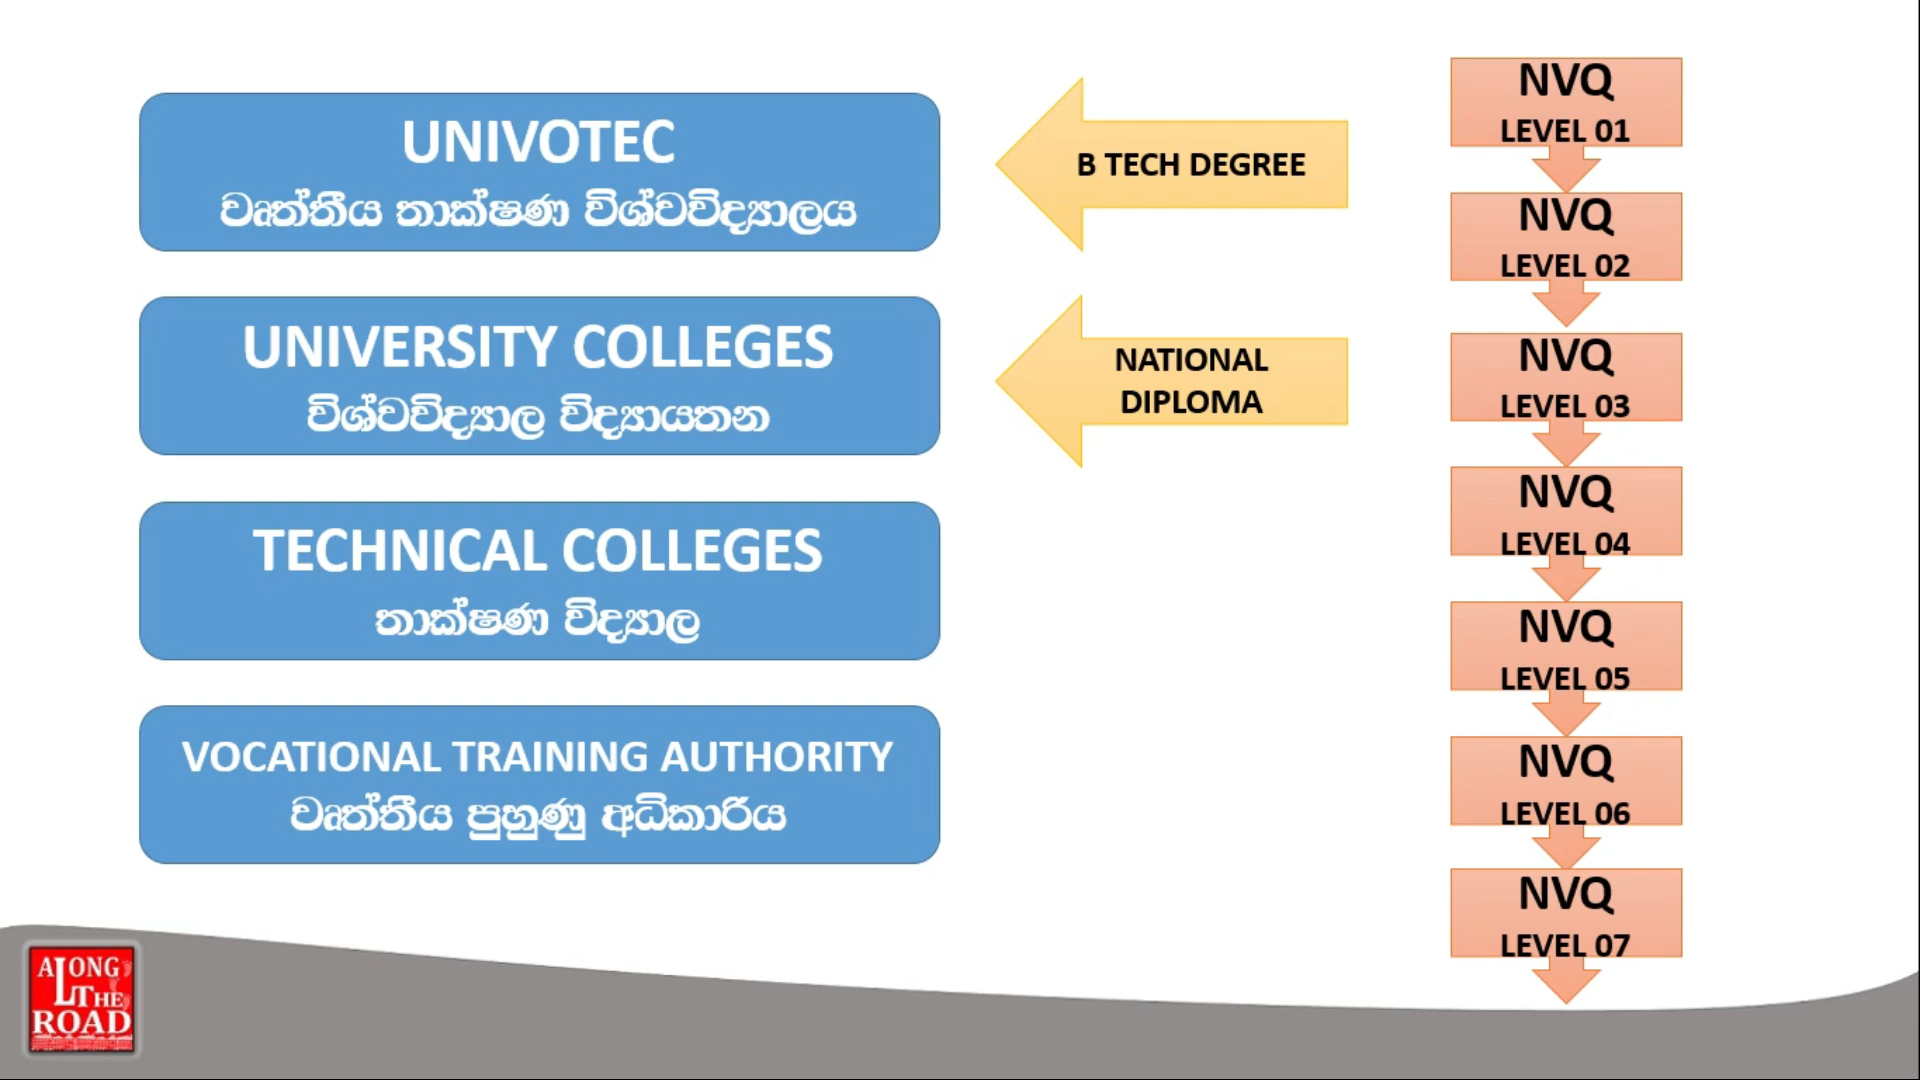 UNIVOTEC
වෘත්තීය තාක්ෂණ විශ්වවිද්‍යාලය
B TECH DEGREE
UNIVERSITY COLLEGES
විශ්වවිද්‍යාල විද්‍යායතන
NATIONAL
DIPLOMA
TECHNICAL COLLEGES
තාක්ෂණ විද්‍යාල
VOCATIONAL TRAINING AUTHORITY
වෘත්තීය පුහුණු අධිකාරිය
NVQ
LEVEL 01
NVQ
LEVEL 02
NVQ
LEVEL 03
NVQ
LEVEL 04
NVQ
LEVEL 05
NVQ
LEVEL 06
NVQ
LEVEL 07
ALONG
THE
ROAD